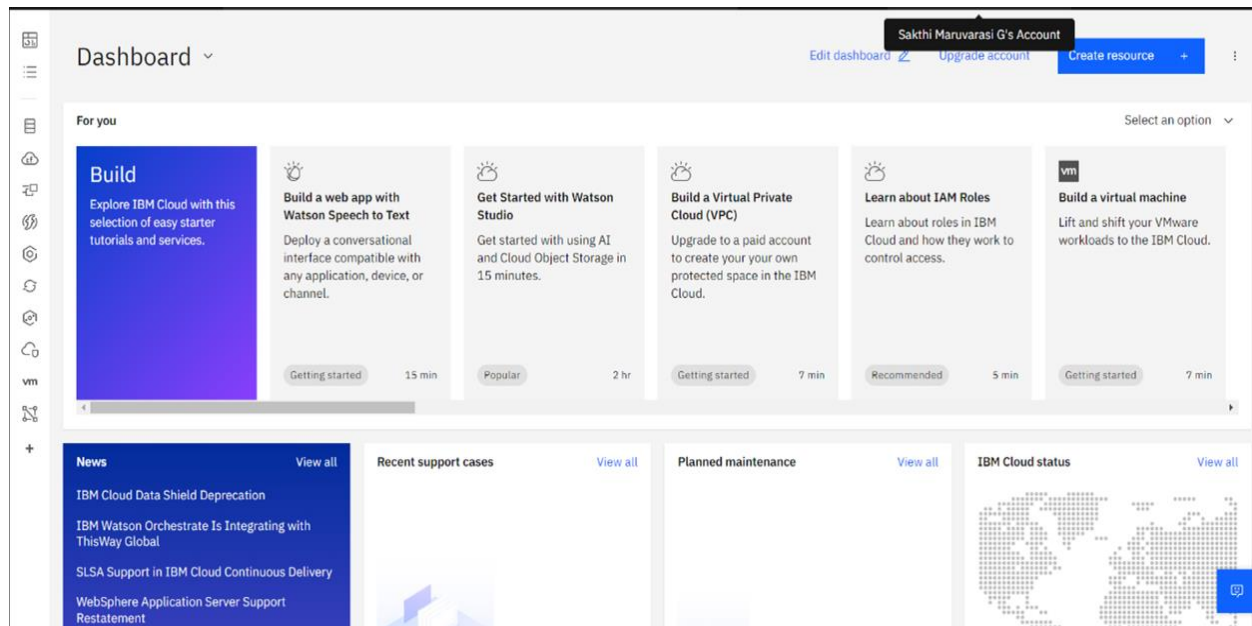 Sakthi Maruvarasi G's Account
Dashboard
Edit dashboard
Upgrade account
Create resource +
For you
Select an option
Build
Explore IBM Cloud with this
selection of easy starter
tutorials and services.
Build a web app with
Watson Speech to Text
Deploy a conversational
interface compatible with
any application, device, or
channel.
Getting started
15 min
Get Started with Watson
Studio
Get started with using AI
and Cloud Object Storage in
15 minutes.
Popular
2 hr
Build a Virtual Private
Cloud (VPC)
Upgrade to a paid account
to create your your own
protected space in the IBM
Cloud.
Getting started
7 min
Learn about IAM Roles
Learn about roles in IBM
Cloud and how they work to
control access.
Recommended
5 min
vm
Build a virtual machine
Lift and shift your VMware
workloads to the IBM Cloud.
Getting started
7 min
vm
News
View all
IBM Cloud Data Shield Deprecation
IBM Watson Orchestrate Is Integrating with
ThisWay Global
SLSA Support in IBM Cloud Continuous Delivery
WebSphere Application Server Support
Restatement
Recent support cases
View all
Planned maintenance
View all
IBM Cloud status
View all